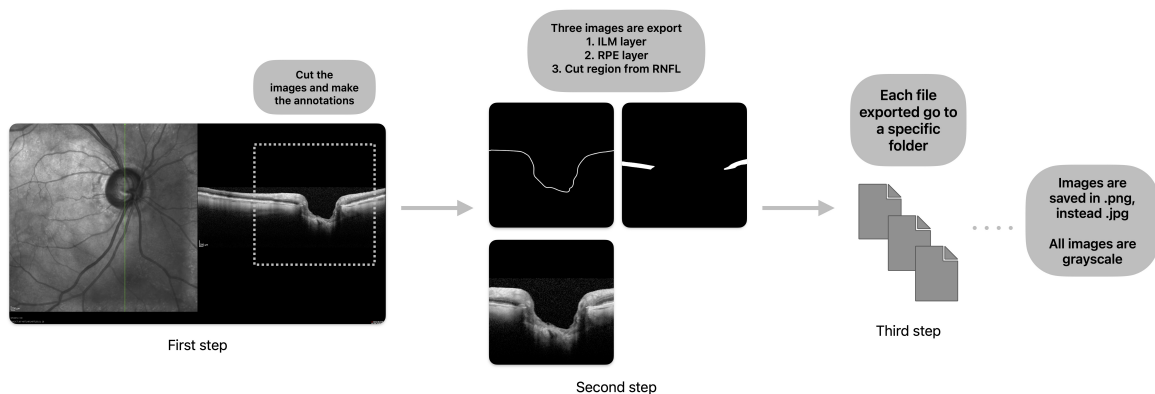 Cut the
images and make
the annotations
First step
Three images are export
1. ILM layer
2. RPE layer
3. Cut region from RNFL
Second step
Each file
exported go to
a specific
folder
Third step
Images are
saved in .png,
instead .jpg
All images are
grayscale